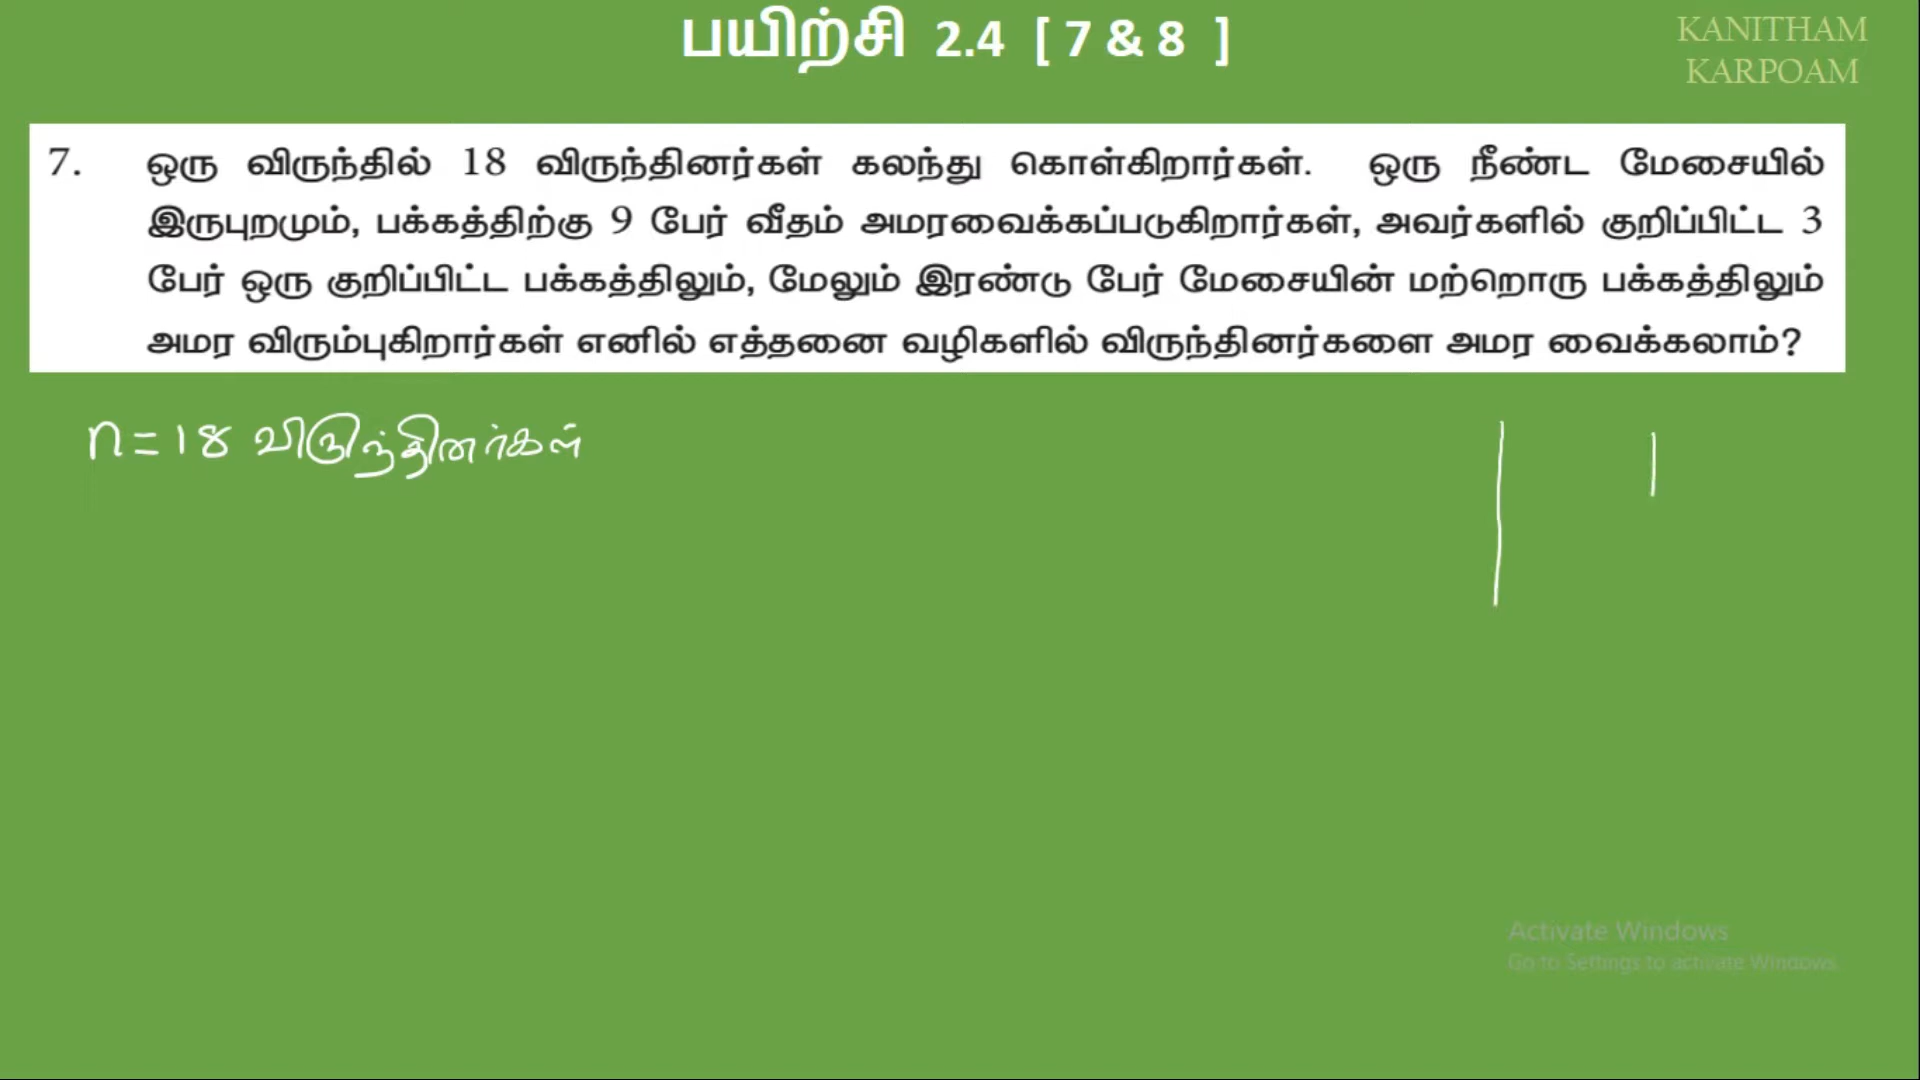 பயிற்சி 2.4 [ 7 & 8 ]
KANITHAM
KARPOAM
7. ஒரு விருந்தில் 18 விருந்தினர்கள் கலந்து கொள்கிறார்கள். ஒரு நீண்ட மேசையில்
இருபுறமும், பக்கத்திற்கு 9 பேர் வீதம் அமரவைக்கப்படுகிறார்கள், அவர்களில் குறிப்பிட்ட 3
பேர் ஒரு குறிப்பிட்ட பக்கத்திலும், மேலும் இரண்டு பேர் மேசையின் மற்றொரு பக்கத்திலும்
அமர விரும்புகிறார்கள் எனில் எத்தனை வழிகளில் விருந்தினர்களை அமர வைக்கலாம்?
n = 18 விருந்தினர்கள்
Activate Windows
Go to Settings to activate Windows.